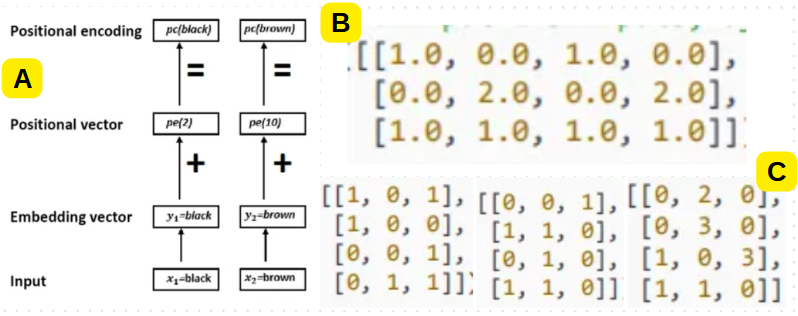 A
Positional encoding pc(black) pc(brown)
= =
Positional vector pe(2) pe(10)
+ +
Embedding vector y₁=black y₂=brown
Input x₁=black x₂=brown
B
[[1.0, 0.0, 1.0, 0.0],
[0.0, 2.0, 0.0, 2.0],
[1.0, 1.0, 1.0, 1.0]]
C
[[1, 0, 1],
[1, 0, 0],
[0, 0, 1],
[0, 1, 1]]
[[0, 0, 1],
[1, 1, 0],
[0, 1, 0],
[1, 1, 0]]
[[0, 2, 0],
[0, 3, 0],
[1, 0, 3],
[1, 1, 0]]